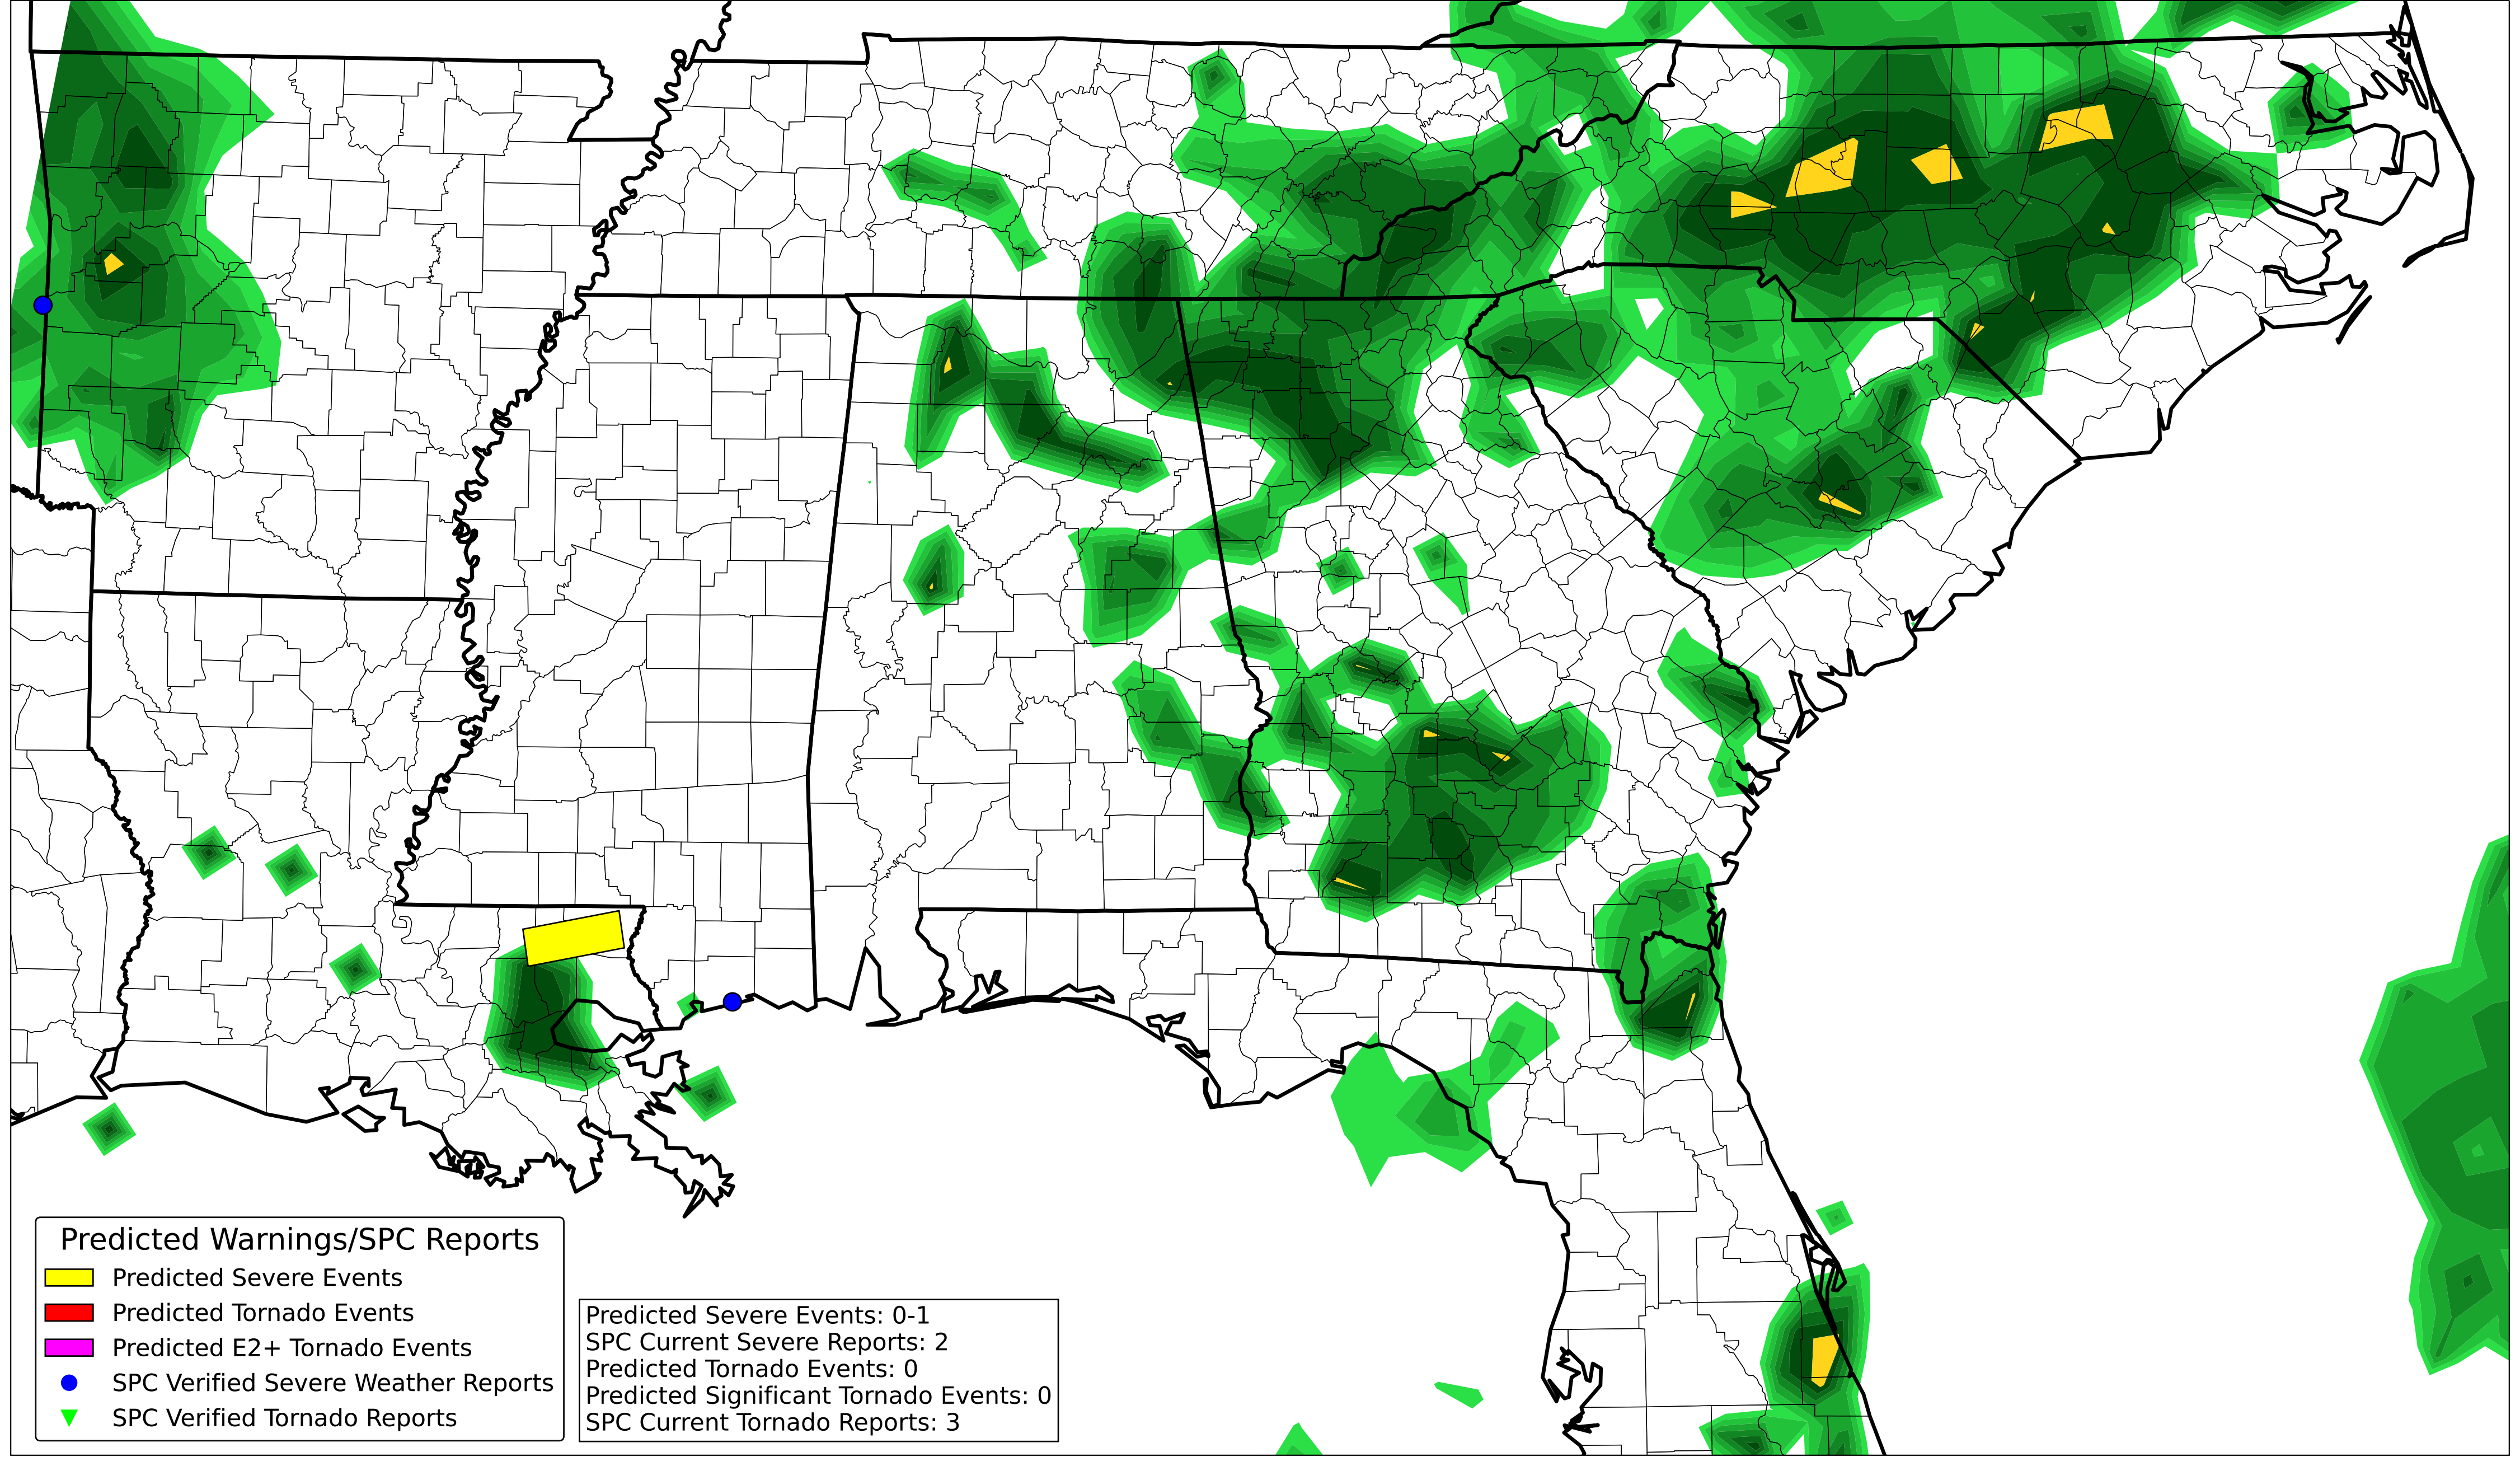 Predicted Warnings/SPC Reports
Predicted Severe Events
Predicted Tornado Events
Predicted E2+ Tornado Events
SPC Verified Severe Weather Reports
SPC Verified Tornado Reports
Predicted Severe Events: 0-1
SPC Current Severe Reports: 2
Predicted Tornado Events: 0
Predicted Significant Tornado Events: 0
SPC Current Tornado Reports: 3